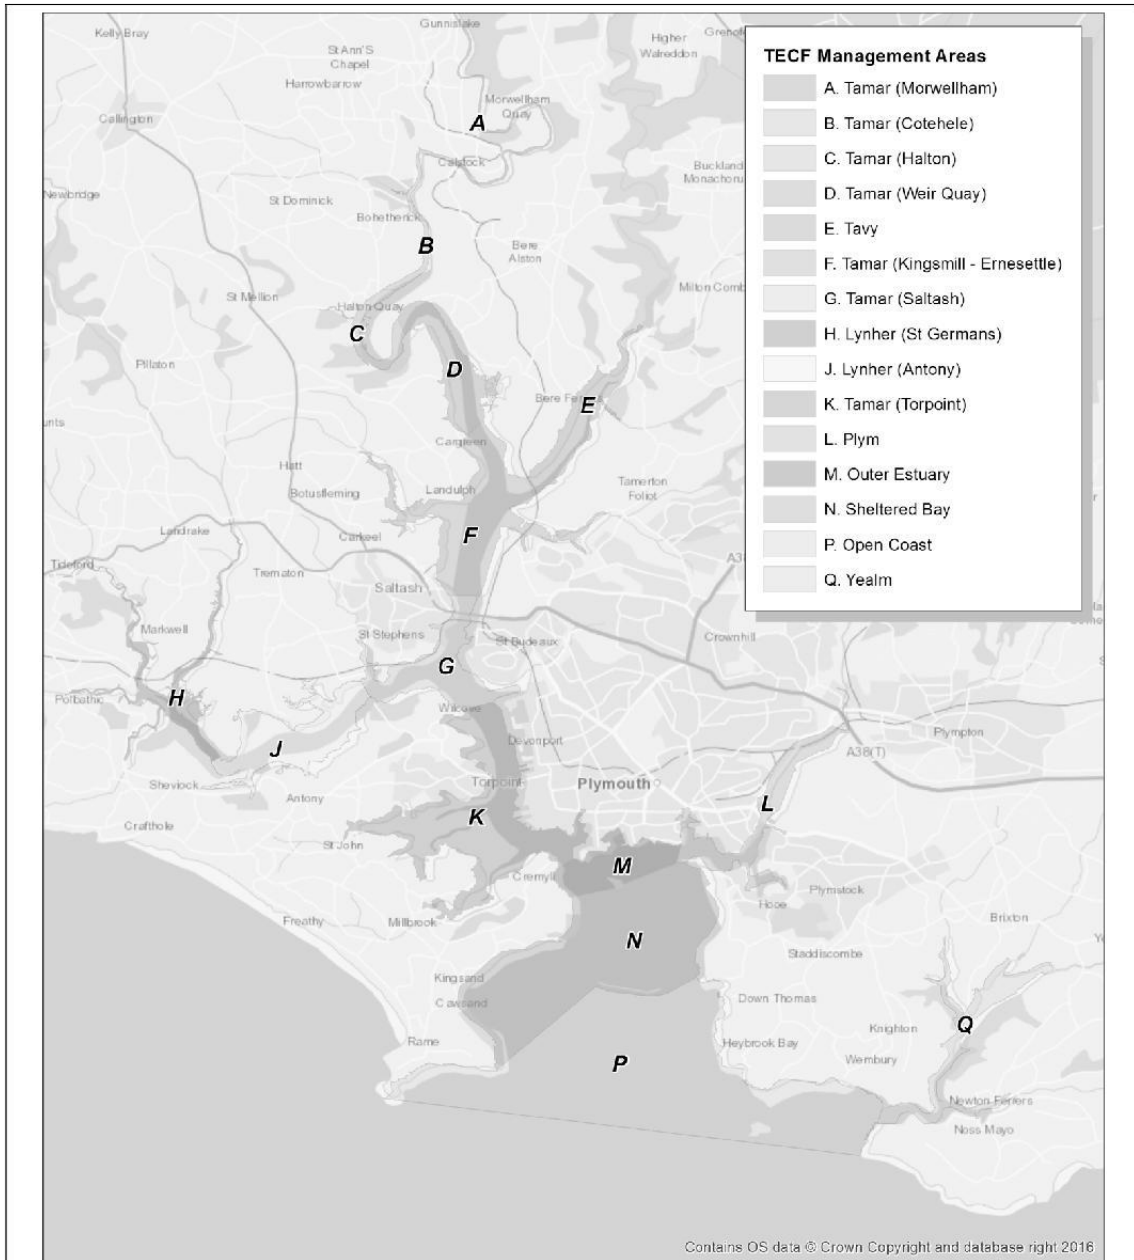 Gunnislake
Kelly Bray
St Ann'S
Chapel
Higher
Walreddon
Harrowbarrow
Callington
Morwellham
Quay
A
Calstock
Buckland
Newbridge
St Dominick
Bohetherick
B
Bere
Alston
St Mellion
Halton Quay
C
Pillaton
D
E
Cargreen
Hatt
Botusfleming
Landulph
Tamerton
Foliot
Landrake
Carkeel
F
Tideford
Trematon
Saltash
Markwell
St Stephens
St Budeaux
Crownhill
G
Polbathic
H
Wilcove
J
Devonport
Plympton
A38(T)
Sheviock
Antony
Torpoint
Plymouth
K
L
Crafthole
St John
M
Cremyll
Plymstock
Hooe
Freathy
Millbrook
Brixton
N
Staddiscombe
Kingsand
Cawsand
Down Thomas
Q
Knighton
Rame
Heybrook Bay
Wembury
P
Newton Ferrers
Noss Mayo
TECF Management Areas
A. Tamar (Morwellham)
B. Tamar (Cotehele)
C. Tamar (Halton)
D. Tamar (Weir Quay)
E. Tavy
F. Tamar (Kingsmill - Ernesettle)
G. Tamar (Saltash)
H. Lynher (St Germans)
J. Lynher (Antony)
K. Tamar (Torpoint)
L. Plym
M. Outer Estuary
N. Sheltered Bay
P. Open Coast
Q. Yealm
Contains OS data © Crown Copyright and database right 2016